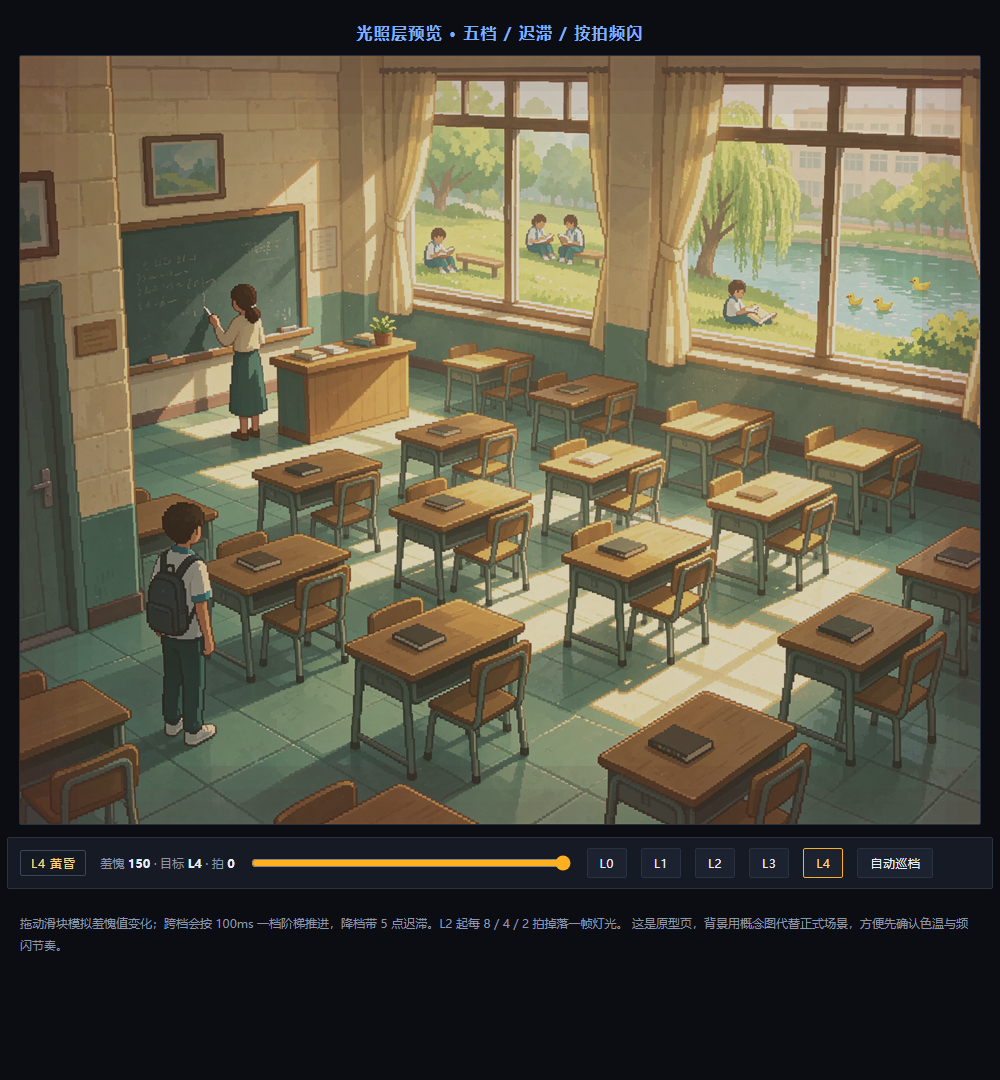 光照层预览 • 五档 / 迟滞 / 按拍频闪
L4 黄昏 羞愧 150 · 目标 L4 · 拍 0 L0 L1 L2 L3 L4 自动巡档
拖动滑块模拟羞愧值变化；跨档会按 100ms 一档阶梯推进，降档带 5 点迟滞。L2 起每 8 / 4 / 2 拍掉落一帧灯光。 这是原型页，背景用概念图代替正式场景，方便先确认色温与频
闪节奏。